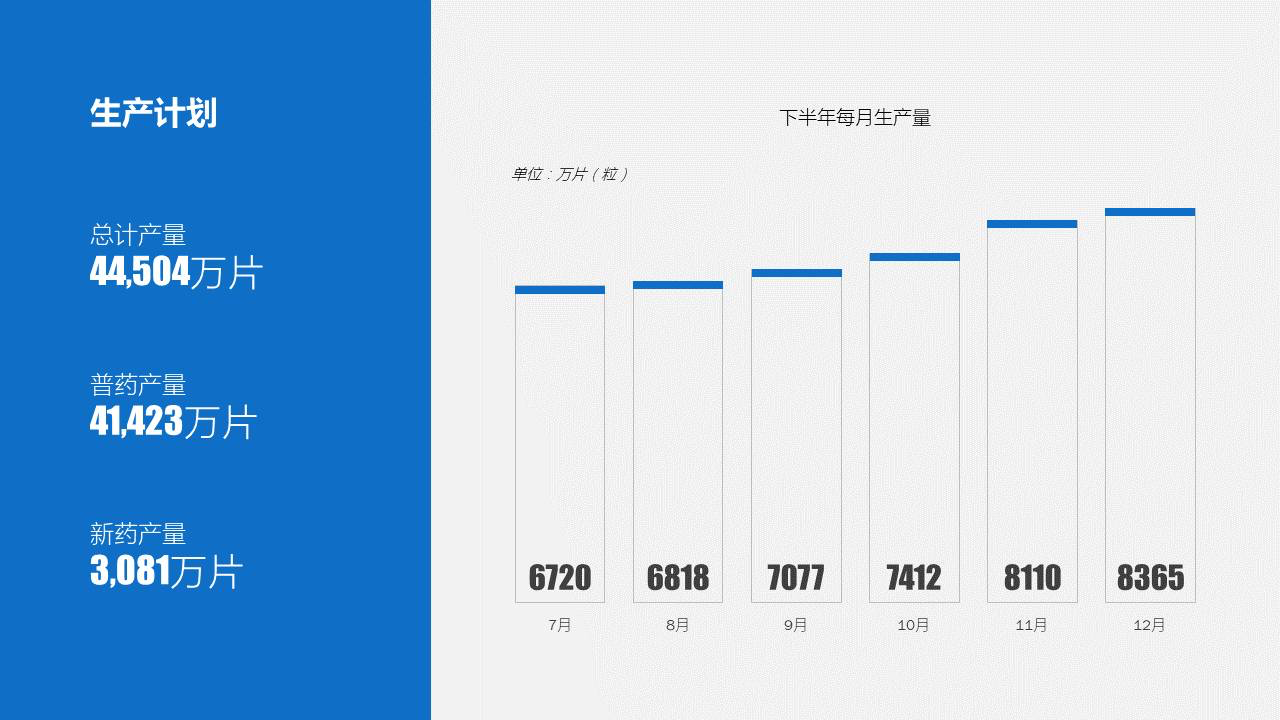 生产计划
总计产量
44,504万片
普药产量
41,423万片
新药产量
3,081万片
下半年每月生产量
单位：万片（粒）
6720 6818 7077 7412 8110 8365
7月 8月 9月 10月 11月 12月